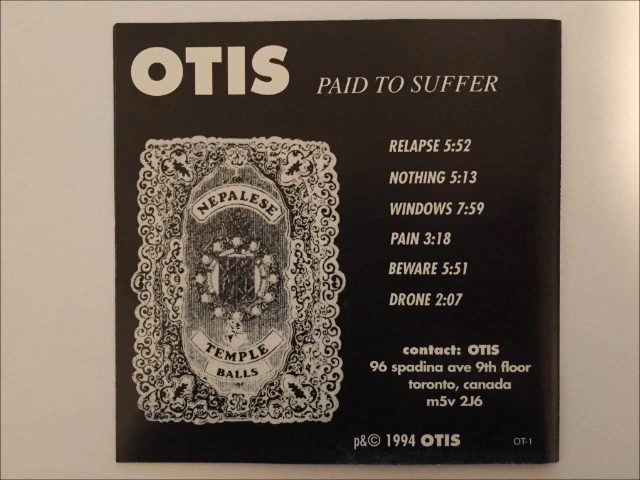 OTIS PAID TO SUFFER
RELAPSE 5:52
NOTHING 5:13
WINDOWS 7:59
PAIN 3:18
BEWARE 5:51
DRONE 2:07
NEPALESE
TEMPLE
BALLS
contact: OTIS
96 spadina ave 9th floor
toronto, canada
m5v 2J6
p&© 1994 OTIS
OT-1